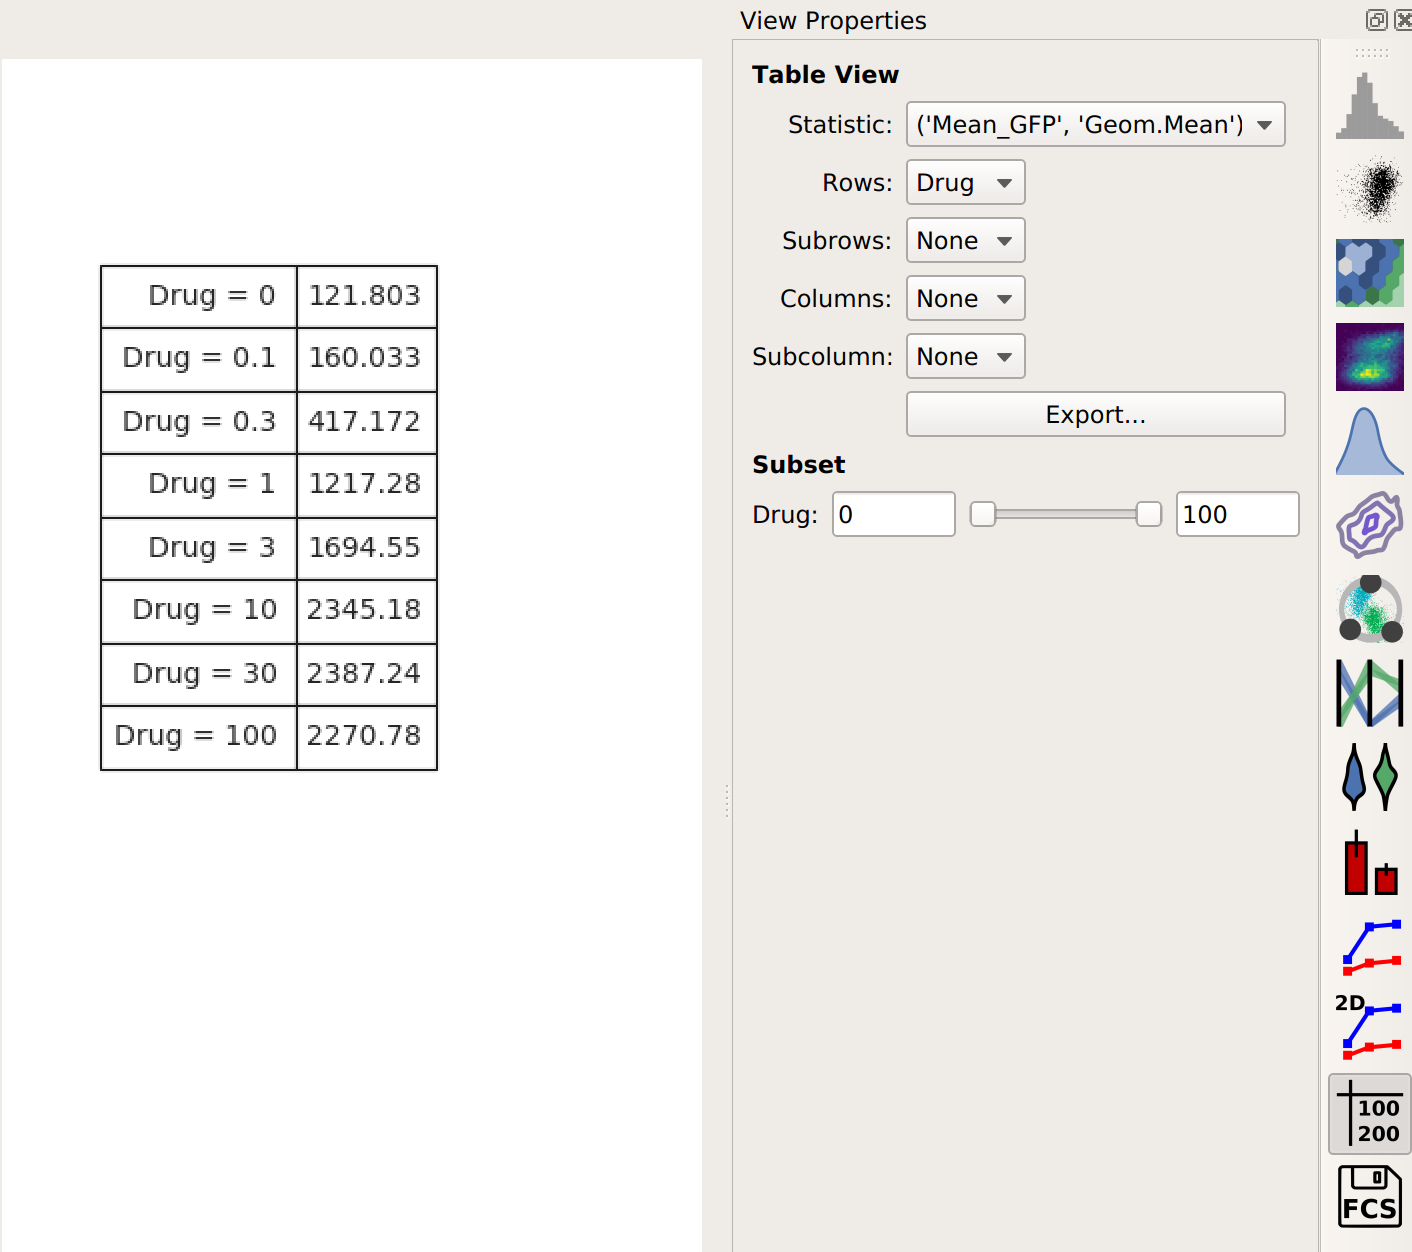 View Properties
Table View
Statistic: ('Mean_GFP', 'Geom.Mean')
Rows: Drug
Subrows: None
Columns: None
Subcolumn: None
Export...
Subset
Drug: 0 100
Drug = 0 121.803
Drug = 0.1 160.033
Drug = 0.3 417.172
Drug = 1 1217.28
Drug = 3 1694.55
Drug = 10 2345.18
Drug = 30 2387.24
Drug = 100 2270.78
2D
100
200
FCS